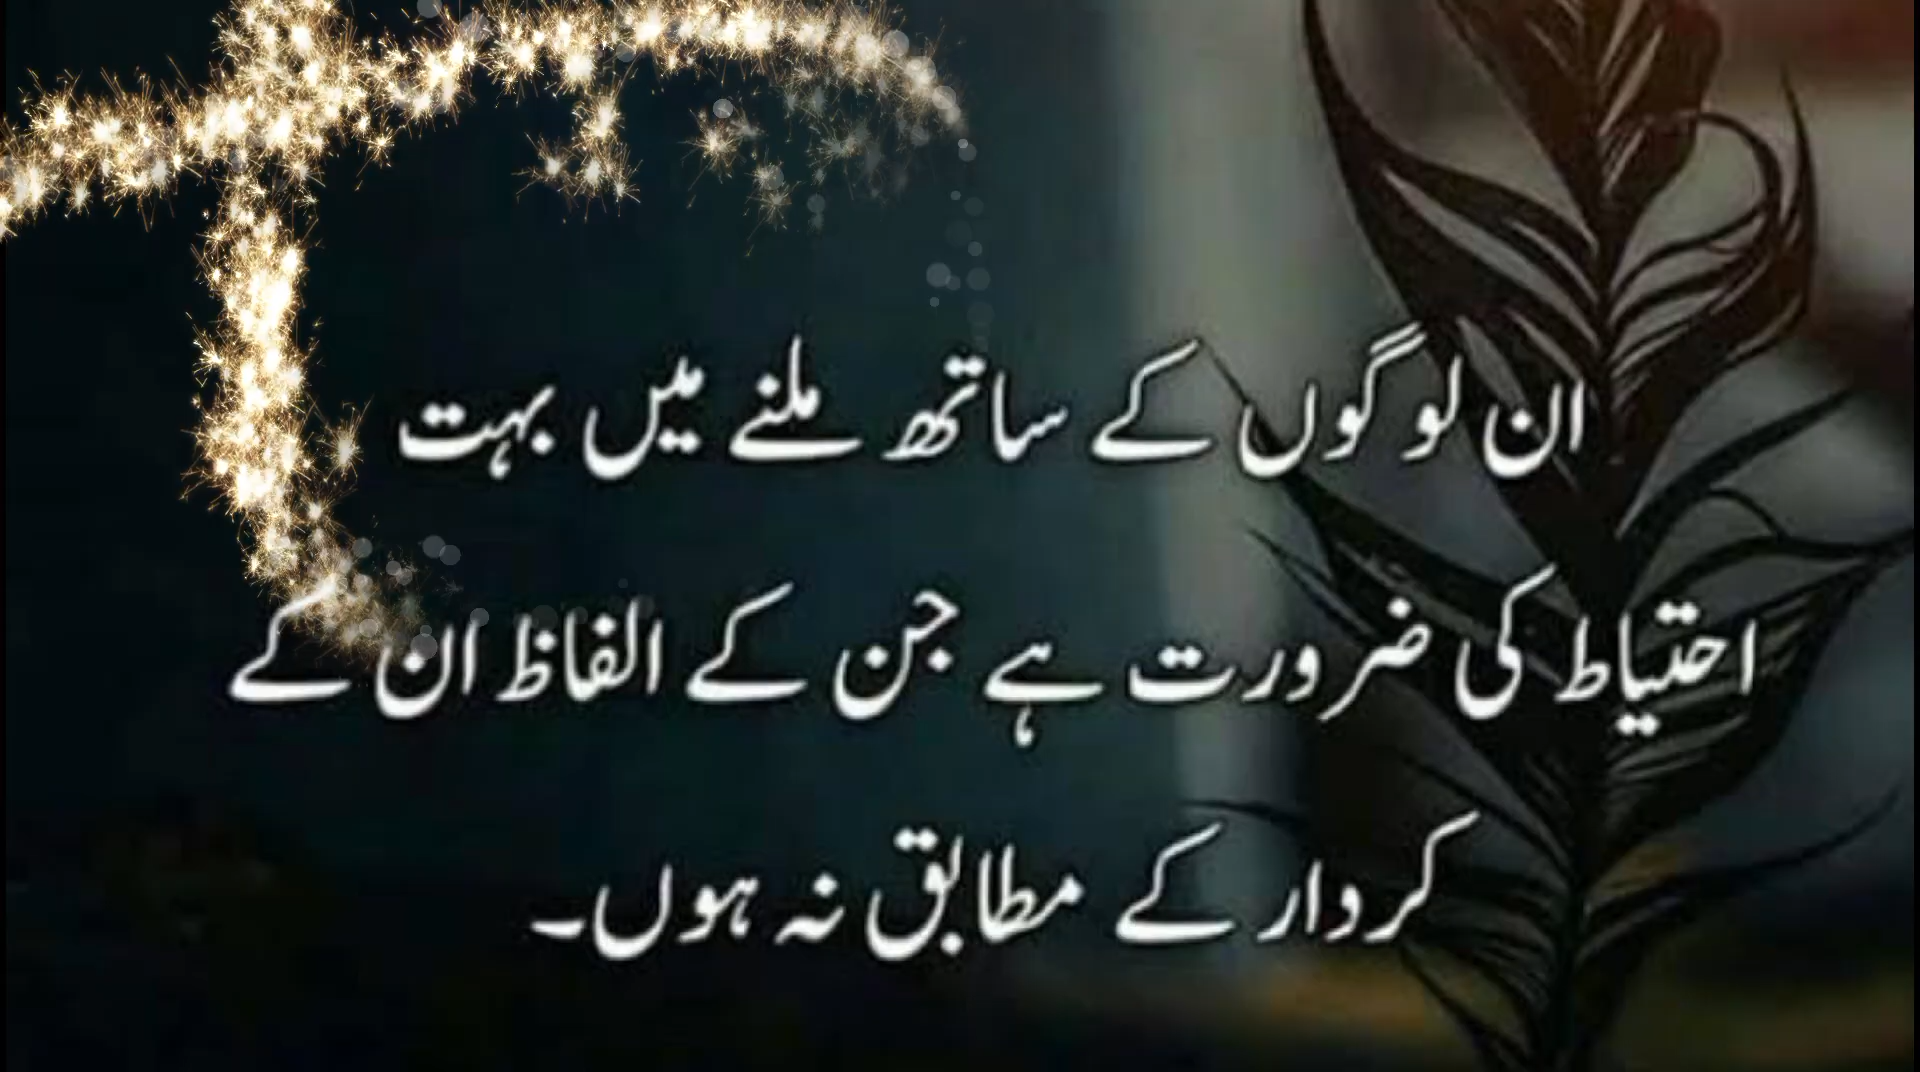 ان لوگوں کے ساتھ ملنے میں بہت
احتیاط کی ضرورت ہے جن کے الفاظ ان کے
کردار کے مطابق نہ ہوں۔